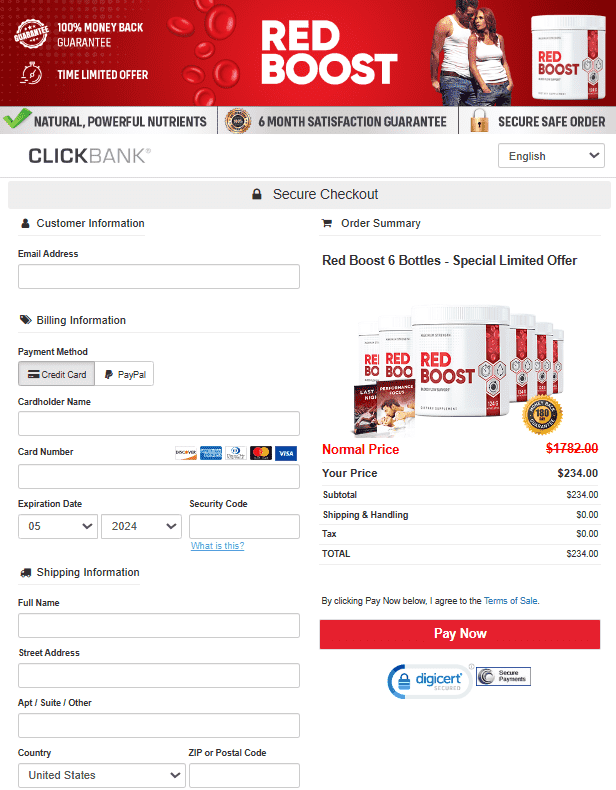 GUARANTEE
100% MONEY BACK
GUARANTEE
TIME LIMITED OFFER
RED
BOOST
RED
BOOST
NATURAL, POWERFUL NUTRIENTS
6 MONTH SATISFACTION GUARANTEE
SECURE SAFE ORDER
CLICKBANK®
English
Secure Checkout
Customer Information
Email Address
Billing Information
Payment Method
Credit Card
PayPal
Cardholder Name
Card Number
DISCOVER
VISA
Expiration Date
Security Code
05
2024
What is this?
Shipping Information
Full Name
Street Address
Apt / Suite / Other
Country
ZIP or Postal Code
United States
Order Summary
Red Boost 6 Bottles - Special Limited Offer
RED
BOOST
LAST
PERFORMANCE
FOCUS
MONEY BACK
180
GUARANTEE
Normal Price
$1782.00
Your Price
$234.00
Subtotal
$234.00
Shipping & Handling
$0.00
Tax
$0.00
TOTAL
$234.00
By clicking Pay Now below, I agree to the Terms of Sale.
Pay Now
digicert
SECURED
Secure
Payments